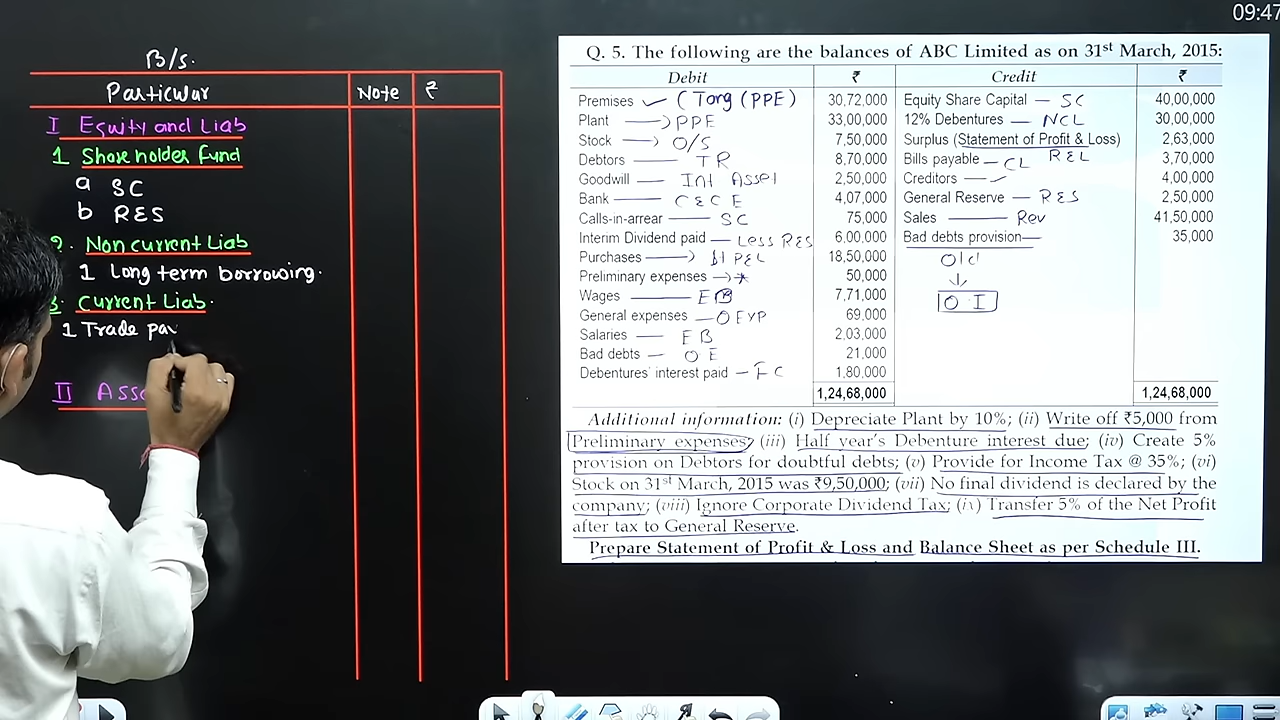 09:47
B/S.
Particular Note ₹
I Equity and Liab
1 Share holder fund
a SC
b R&S
2. Non current Liab
1 Long term borrowing.
3. Current Liab.
1 Trade pay
II Asse
Q. 5. The following are the balances of ABC Limited as on 31st March, 2015:
Debit ₹ Credit ₹
Premises (Tang (PPE) 30,72,000 Equity Share Capital — SC 40,00,000
Plant → PPE 33,00,000 12% Debentures — NCL 30,00,000
Stock → O/S 7,50,000 Surplus (Statement of Profit & Loss) 2,63,000
Debtors — TR 8,70,000 Bills payable — CL R&L 3,70,000
Goodwill — Int Asset 2,50,000 Creditors — 4,00,000
Bank — C&CE 4,07,000 General Reserve — R&S 2,50,000
Calls-in-arrear — SC 75,000 Sales — Rev 41,50,000
Interim Dividend paid — Less R&S 6,00,000 Bad debts provision— 35,000
Purchases → P&L 18,50,000 Old
Preliminary expenses → * 50,000
Wages — EB 7,71,000 O I
General expenses — O EXP 69,000
Salaries — EB 2,03,000
Bad debts — OE 21,000
Debentures' interest paid — FC 1,80,000
1,24,68,000 1,24,68,000
Additional information: (i) Depreciate Plant by 10%; (ii) Write off ₹5,000 from
Preliminary expenses; (iii) Half year's Debenture interest due; (iv) Create 5%
provision on Debtors for doubtful debts; (v) Provide for Income Tax @ 35%; (vi)
Stock on 31st March, 2015 was ₹9,50,000; (vii) No final dividend is declared by the
company; (viii) Ignore Corporate Dividend Tax; (ix) Transfer 5% of the Net Profit
after tax to General Reserve.
Prepare Statement of Profit & Loss and Balance Sheet as per Schedule III.